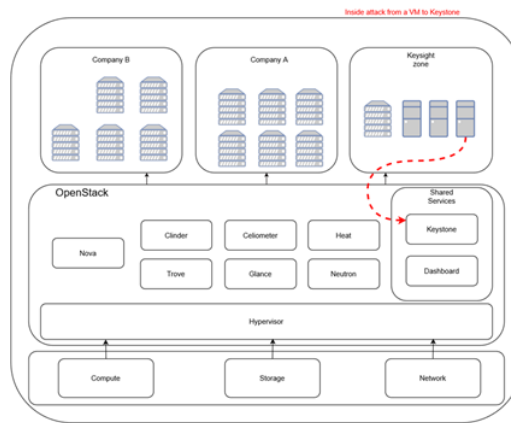 Inside attack from a VM to Keystone
Company B
Company A
Keysight
zone
OpenStack
Shared
Services
Nova
Clinder
Celiometer
Heat
Keystone
Trove
Glance
Neutron
Dashboard
Hypervisor
Compute
Storage
Network